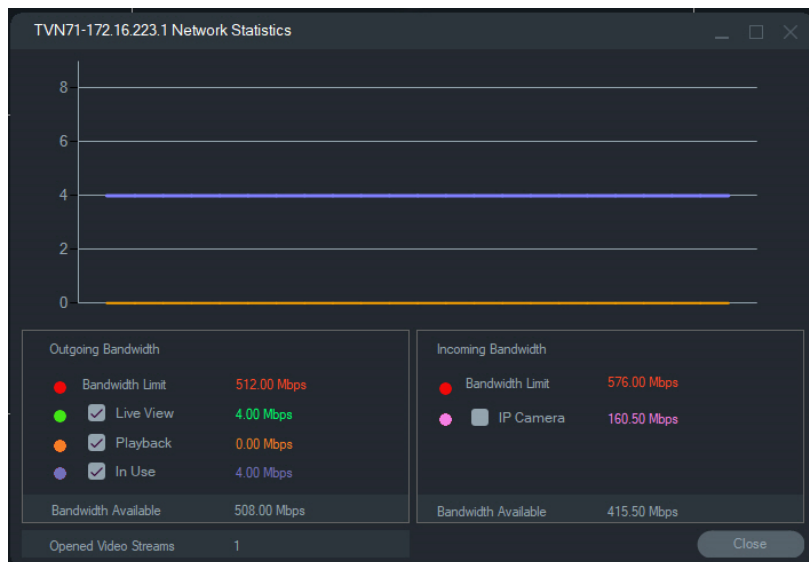 TVN71-172.16.223.1 Network Statistics
8
6
4
2
0
Outgoing Bandwidth
Bandwidth Limit 512.00 Mbps
Live View 4.00 Mbps
Playback 0.00 Mbps
In Use 4.00 Mbps
Bandwidth Available 508.00 Mbps
Opened Video Streams 1
Incoming Bandwidth
Bandwidth Limit 576.00 Mbps
IP Camera 160.50 Mbps
Bandwidth Available 415.50 Mbps
Close